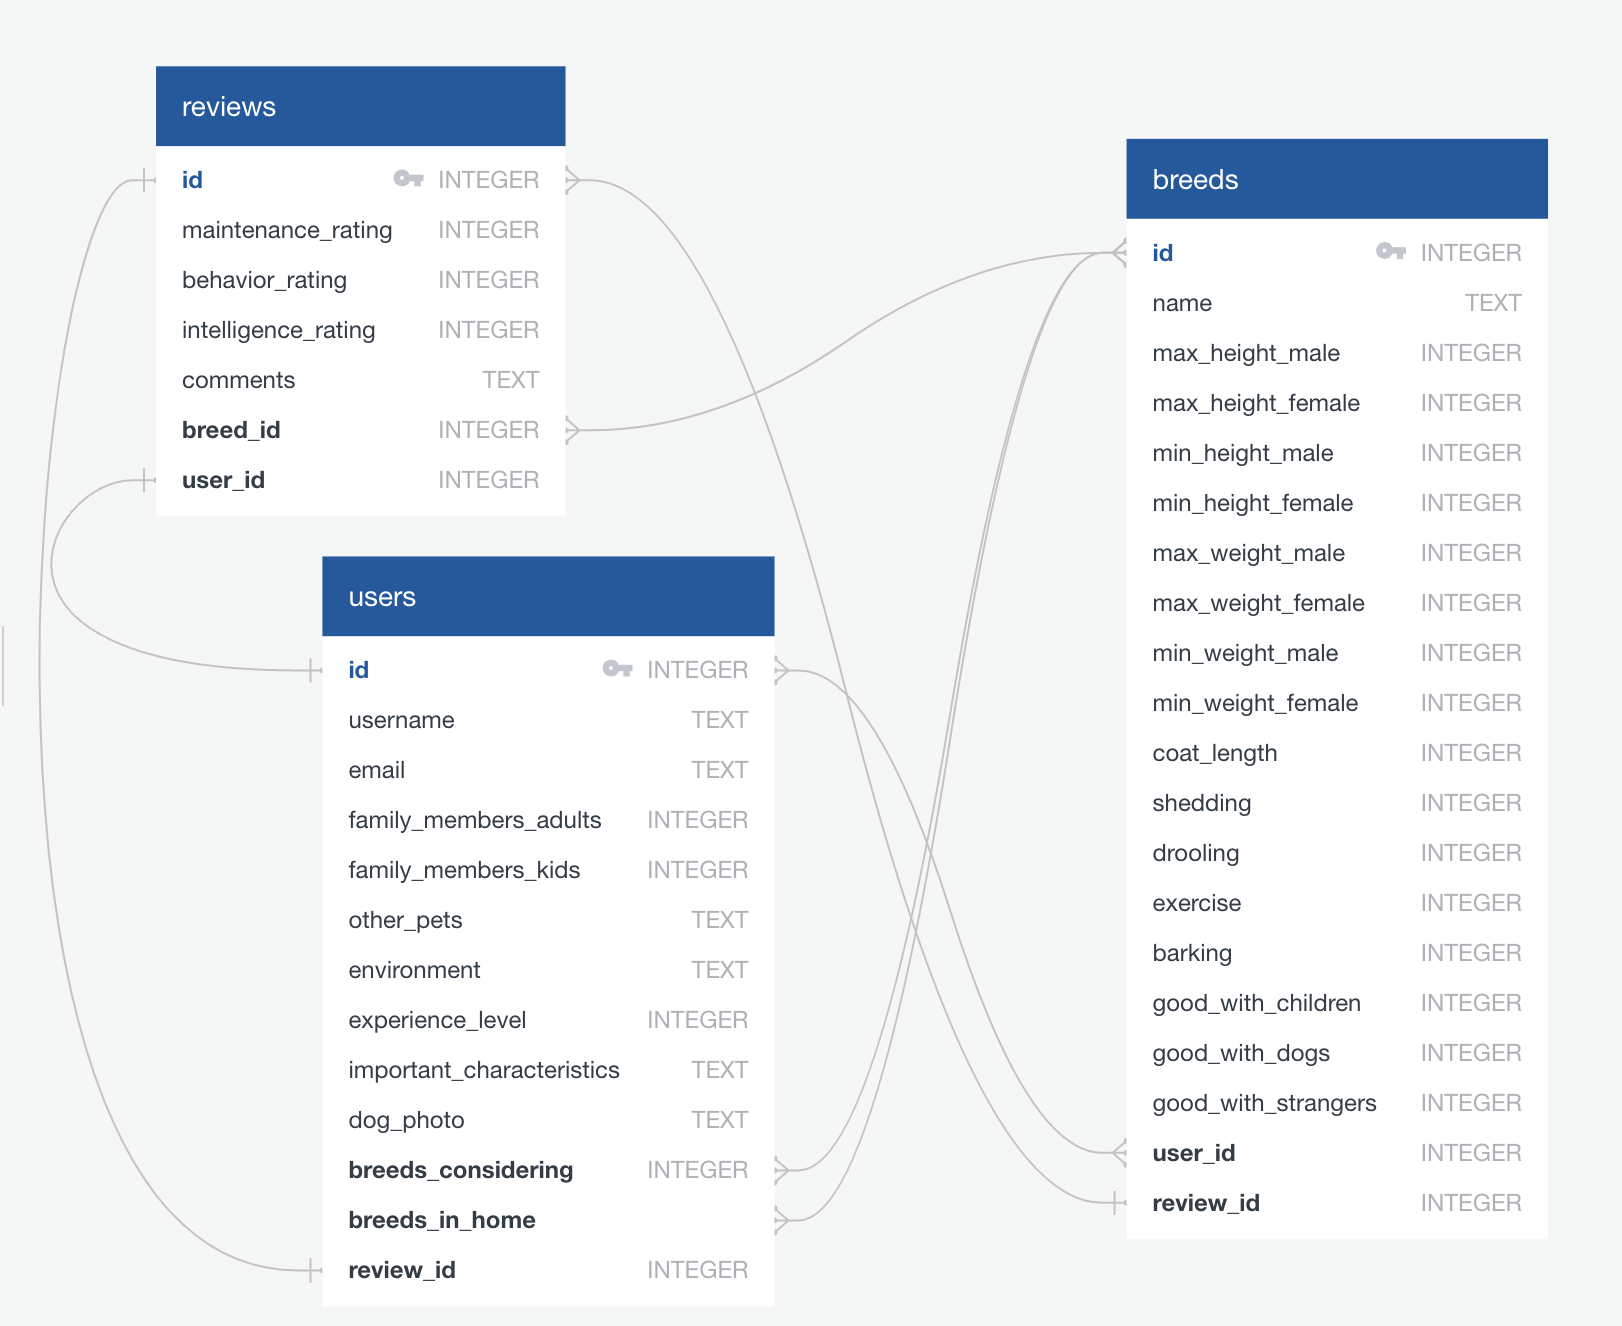 reviews
id INTEGER
maintenance_rating INTEGER
behavior_rating INTEGER
intelligence_rating INTEGER
comments TEXT
breed_id INTEGER
user_id INTEGER
users
id INTEGER
username TEXT
email TEXT
family_members_adults INTEGER
family_members_kids INTEGER
other_pets TEXT
environment TEXT
experience_level INTEGER
important_characteristics TEXT
dog_photo TEXT
breeds_considering INTEGER
breeds_in_home
review_id INTEGER
breeds
id INTEGER
name TEXT
max_height_male INTEGER
max_height_female INTEGER
min_height_male INTEGER
min_height_female INTEGER
max_weight_male INTEGER
max_weight_female INTEGER
min_weight_male INTEGER
min_weight_female INTEGER
coat_length INTEGER
shedding INTEGER
drooling INTEGER
exercise INTEGER
barking INTEGER
good_with_children INTEGER
good_with_dogs INTEGER
good_with_strangers INTEGER
user_id INTEGER
review_id INTEGER